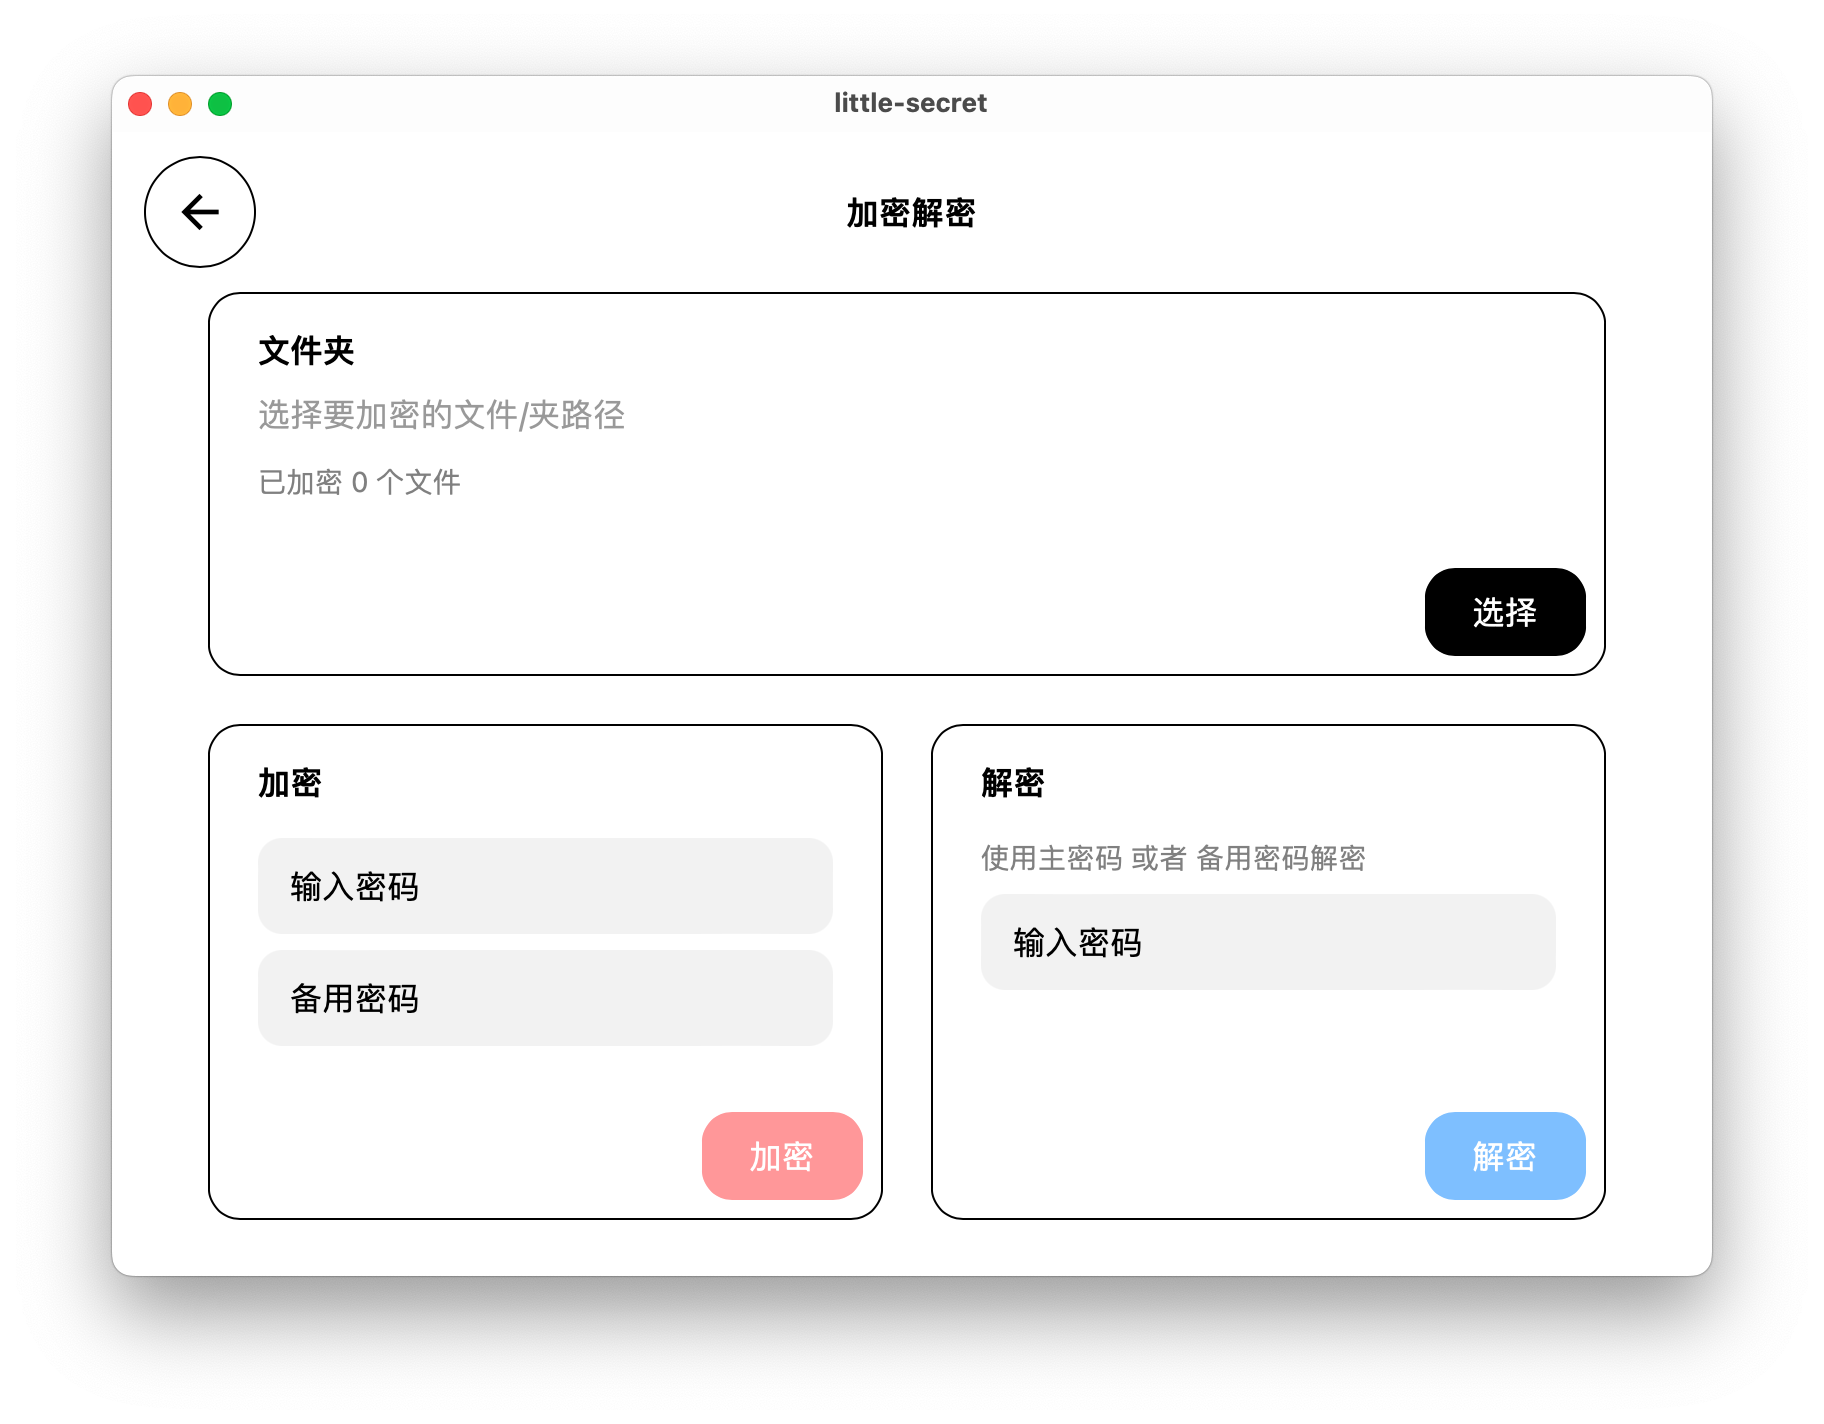 little-secret
加密解密
文件夹
选择要加密的文件/夹路径
已加密 0 个文件
选择
加密
输入密码
备用密码
加密
解密
使用主密码 或者 备用密码解密
输入密码
解密